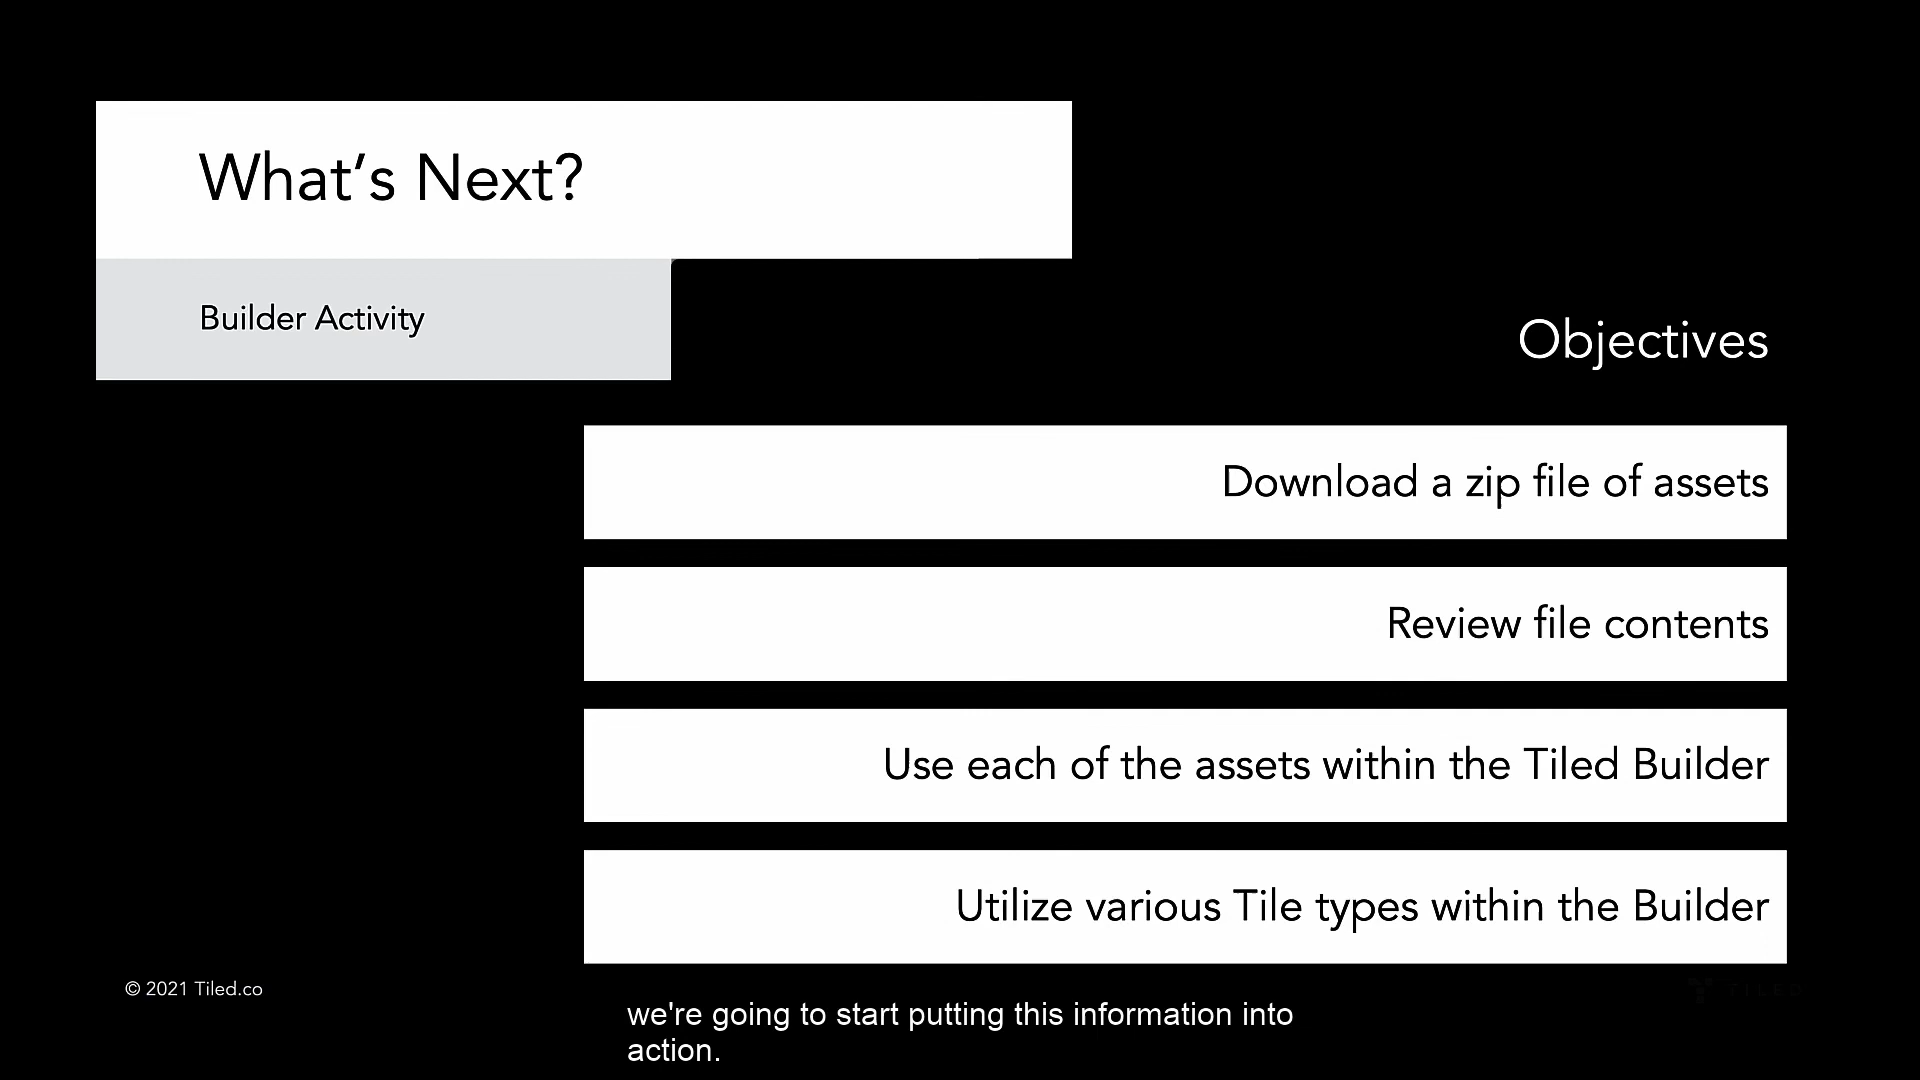 What's Next?
Builder Activity
Objectives
Download a zip file of assets
Review file contents
Use each of the assets within the Tiled Builder
Utilize various Tile types within the Builder
© 2021 Tiled.co
TILED
we're going to start putting this information into
action.